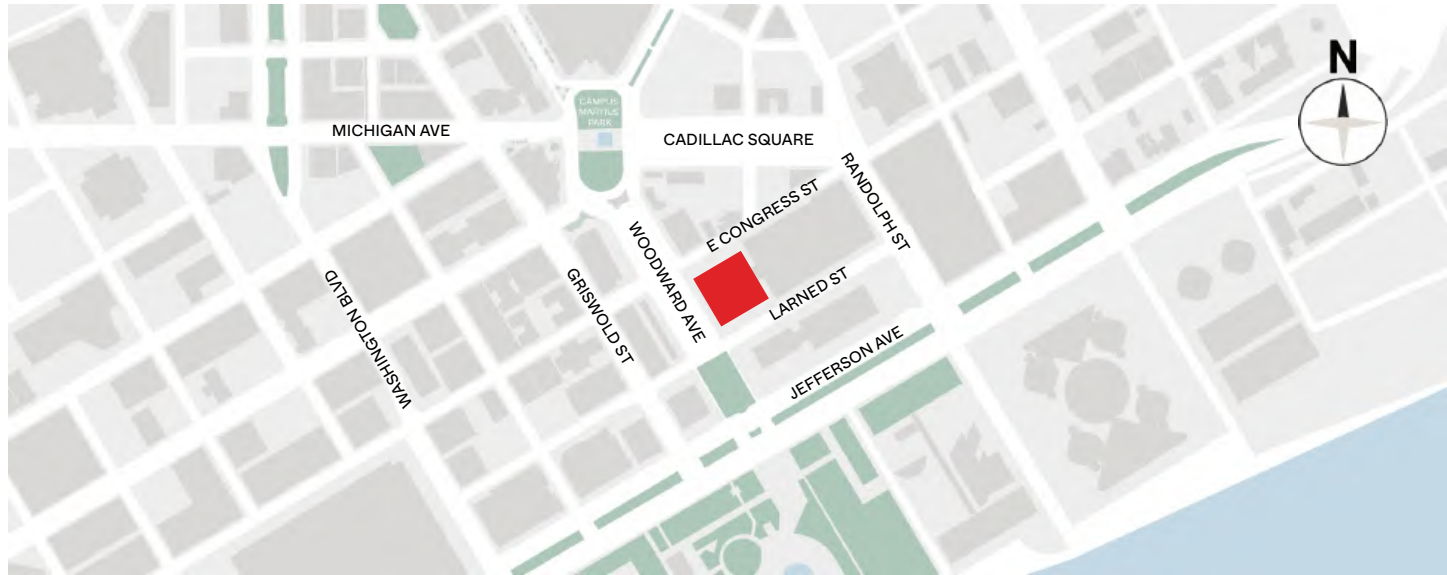 N
CAMPUS
MARTIUS
PARK
MICHIGAN AVE
CADILLAC SQUARE
RANDOLPH ST
E CONGRESS ST
WOODWARD AVE
GRISWOLD ST
WASHINGTON BLVD
LARNED ST
JEFFERSON AVE